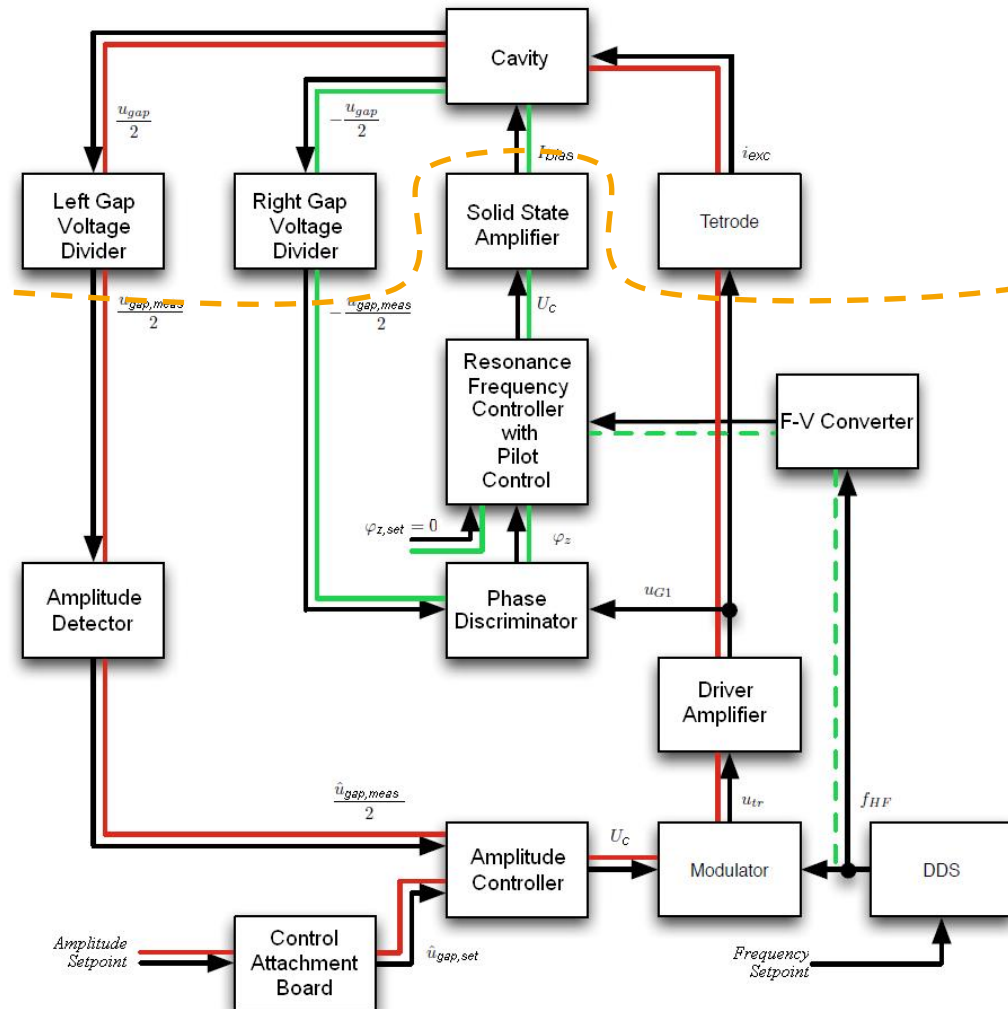 Cavity
u_gap
2
-u_gap
2
I_bias
i_exc
Left Gap
Voltage
Divider
Right Gap
Voltage
Divider
Solid State
Amplifier
Tetrode
u_gap,meas
2
-u_gap,meas
2
U_C
Resonance
Frequency
Controller
with
Pilot
Control
F-V Converter
φ_z,set = 0
φ_z
Amplitude
Detector
Phase
Discriminator
u_G1
Driver
Amplifier
û_gap,meas
2
u_tr
f_HF
U_C
Amplitude
Controller
Modulator
DDS
Amplitude
Setpoint
Control
Attachment
Board
û_gap,set
Frequency
Setpoint